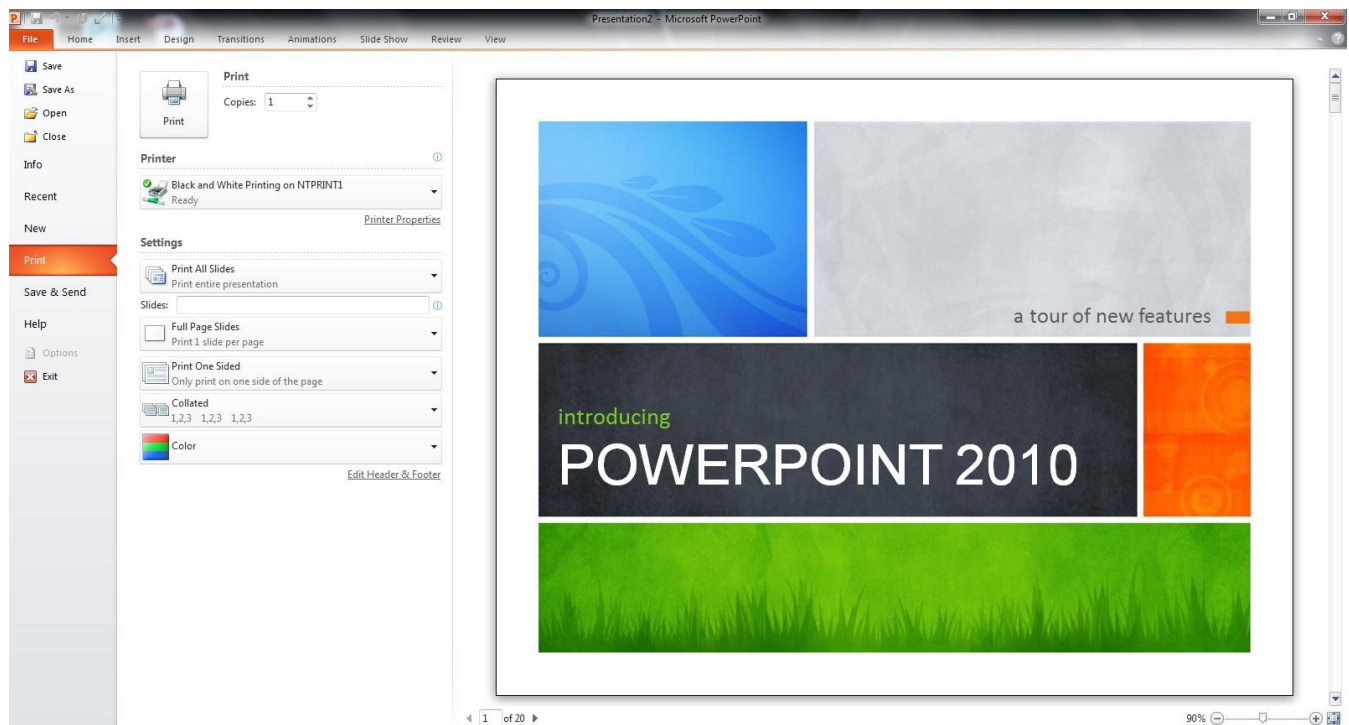 Presentation2 - Microsoft PowerPoint
File Home Insert Design Transitions Animations Slide Show Review View
Save
Save As
Open
Close
Info
Recent
New
Print
Save & Send
Help
Options
Exit
Print
Print
Copies: 1
Printer
Black and White Printing on NTPRINT1
Ready
Printer Properties
Settings
Print All Slides
Print entire presentation
Slides:
Full Page Slides
Print 1 slide per page
Print One Sided
Only print on one side of the page
Collated
1,2,3 1,2,3 1,2,3
Color
Edit Header & Footer
a tour of new features
introducing
POWERPOINT 2010
1 of 20
90%